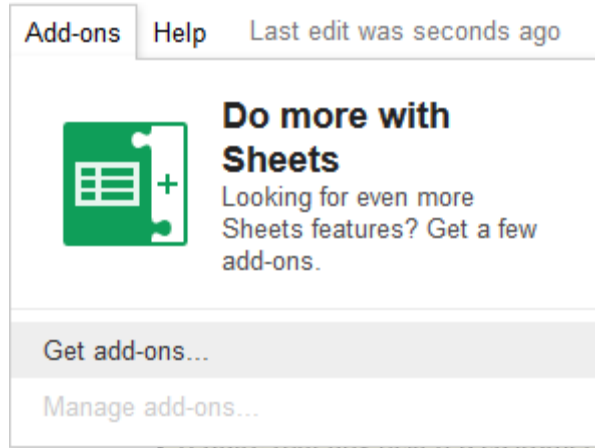 Add-ons Help Last edit was seconds ago
Do more with
Sheets
Looking for even more
Sheets features? Get a few
add-ons.
Get add-ons...
Manage add-ons...